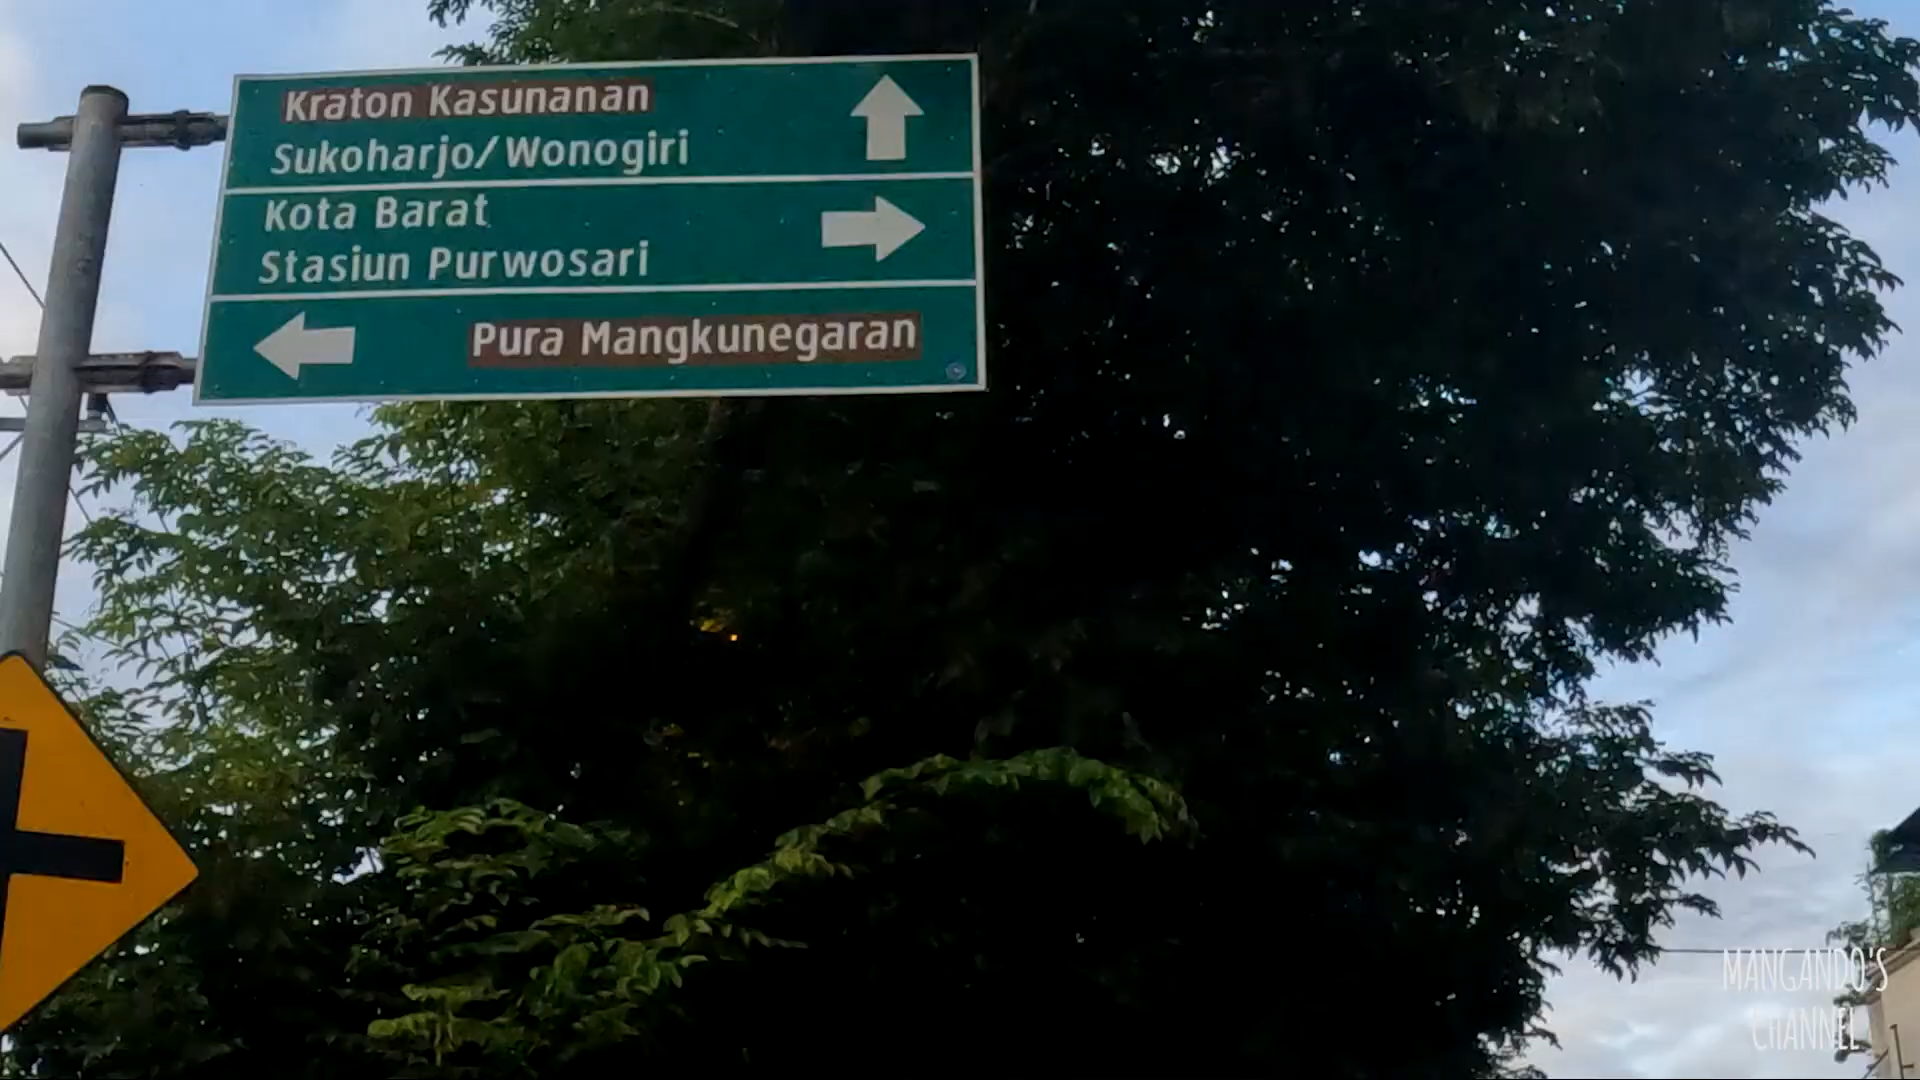 Kraton Kasunanan
Sukoharjo/Wonogiri
Kota Barat
Stasiun Purwosari
Pura Mangkunegaran
MANGANDO'S
CHANNEL